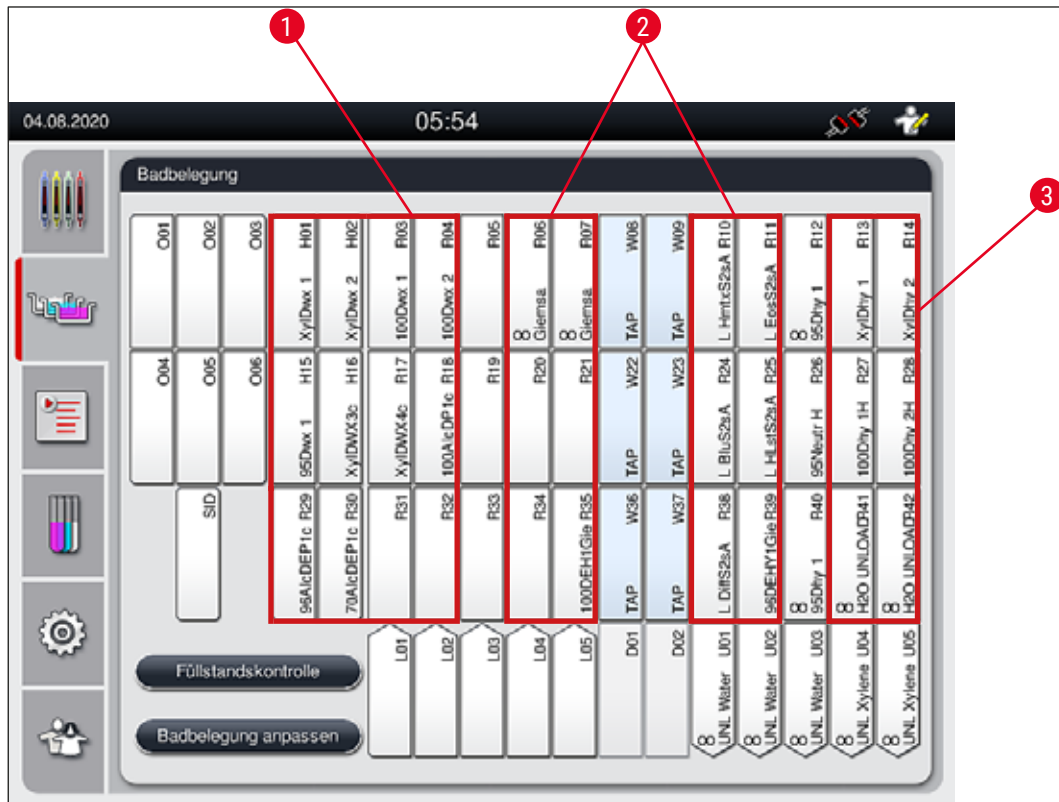 1
2
3
04.08.2020
05:54
Badbelegung
O01
O02
O03
XylDwx 1 H01
XylDwx 2 H02
100Dwx 1 R03
100Dwx 2 R04
R05
∞ Giemsa R06
∞ Giemsa R07
TAP W08
TAP W09
L HmtxS2sA R10
L EosS2sA R11
∞ 95Dhy 1 R12
XylDhy 1 R13
XylDhy 2 R14
O04
O05
O06
95Dwx 1 H15
XylDWX3c H16
XylDWX4c R17
100AlcDP1c R18
R19
R20
R21
TAP W22
TAP W23
L BluS2sA R24
L HLstS2sA R25
95Neutr H R26
100Dhy 1H R27
100Dhy 2H R28
SID
96AlcDEP1c R29
70AlcDEP1c R30
R31
R32
R33
R34
100DEH1Gie R35
TAP W36
TAP W37
L DiffS2sA R38
96DEHY1Gie R39
∞ 95Dhy 1 R40
∞ H2O UNLOAD R41
∞ H2O UNLOAD R42
Füllstandskontrolle
Badbelegung anpassen
L01
L02
L03
L04
L05
D01
D02
∞ UNL Water U01
∞ UNL Water U02
∞ UNL Water U03
∞ UNL Xylene U04
∞ UNL Xylene U05